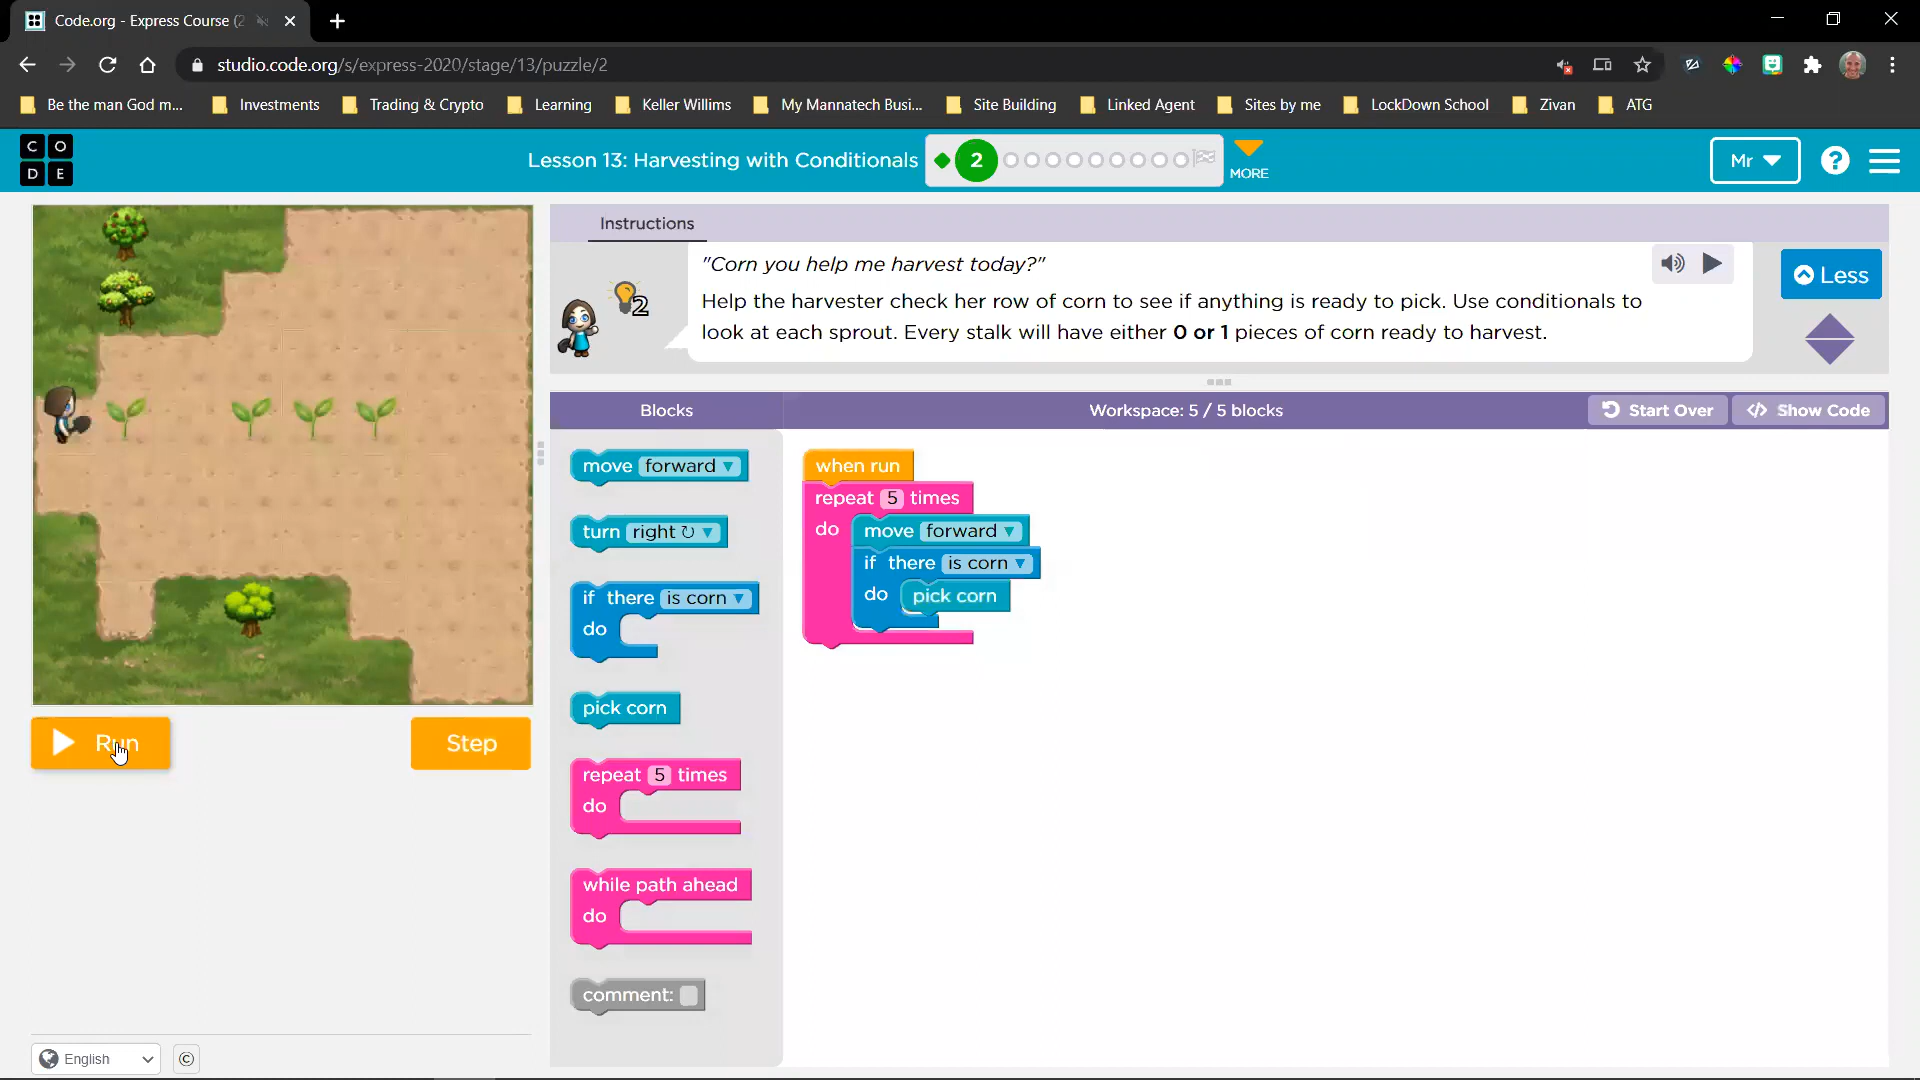 Code.org - Express Course (2
studio.code.org/s/express-2020/stage/13/puzzle/2
Be the man God m... Investments Trading & Crypto Learning Keller Willims My Mannatech Busi... Site Building Linked Agent Sites by me LockDown School Zivan ATG
C O
D E
Lesson 13: Harvesting with Conditionals
2
MORE
Mr
?
Instructions
2
"Corn you help me harvest today?"
Help the harvester check her row of corn to see if anything is ready to pick. Use conditionals to
look at each sprout. Every stalk will have either 0 or 1 pieces of corn ready to harvest.
Less
Blocks
Workspace: 5 / 5 blocks
Start Over
</> Show Code
move forward
turn right ↻
if there is corn
do
pick corn
repeat 5 times
do
while path ahead
do
comment:
when run
repeat 5 times
do move forward
if there is corn
do pick corn
Run
Step
English
©